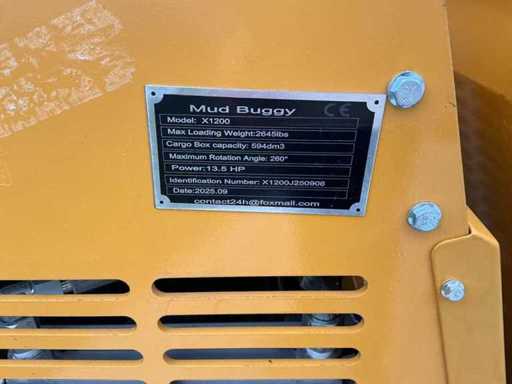 Mud Buggy CE
Model: X1200
Max Loading Weight:2645lbs
Cargo Box capacity: 594dm3
Maximum Rotation Angle: 260°
Power:13.5 HP
Identification Number: X1200J250908
Date:2025.09
contact24h@foxmail.com